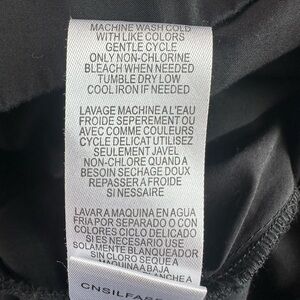 MACHINE WASH COLD
WITH LIKE COLORS
GENTLE CYCLE
ONLY NON-CHLORINE
BLEACH WHEN NEEDED
TUMBLE DRY LOW
COOL IRON IF NEEDED
LAVAGE MACHINE A L'EAU
FROIDE SEPEREMENT OU
AVEC COMME COULEURS
CYCLE DELICAT UTILISEZ
SEULEMENT JAVEL
NON-CHLORE QUAND A
BESOIN SECHAGE DOUX
REPASSER A FROIDE
SI NESSAIRE
LAVAR A MAQUINA EN AGUA
FRIA POR SEPARADO O CON
COLORES CICLO DELICADO
SI ES NECESARIO USE
SOLAMENTE BLANQUEADOR
SIN CLORO SEQUE A
MAQUINA A BAJA